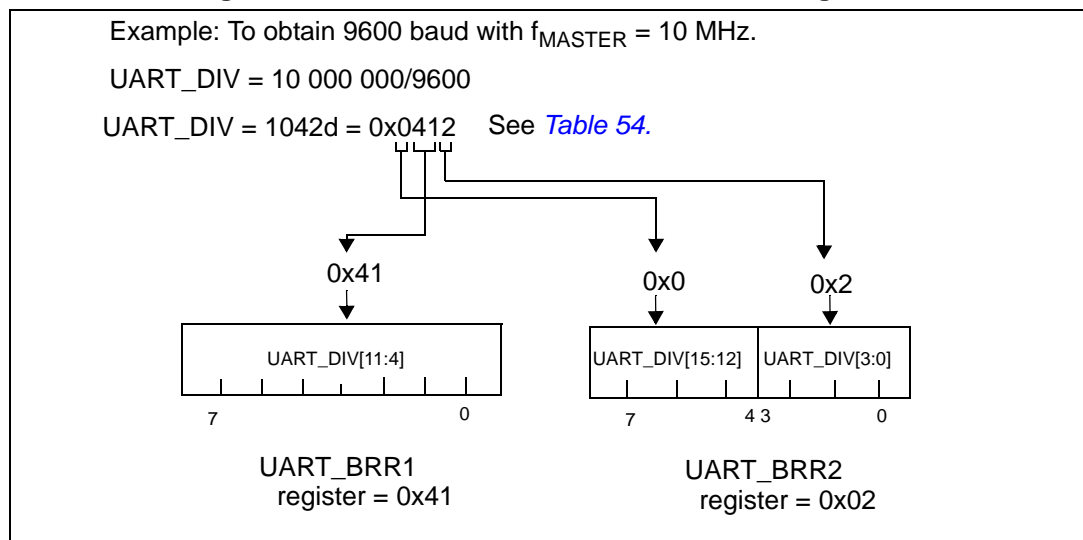 Example: To obtain 9600 baud with fMASTER = 10 MHz.
UART_DIV = 10 000 000/9600
UART_DIV = 1042d = 0x0412 See Table 54.
0x41 0x0 0x2
UART_DIV[11:4] UART_DIV[15:12] UART_DIV[3:0]
7 0 7 4 3 0
UART_BRR1 UART_BRR2
register = 0x41 register = 0x02